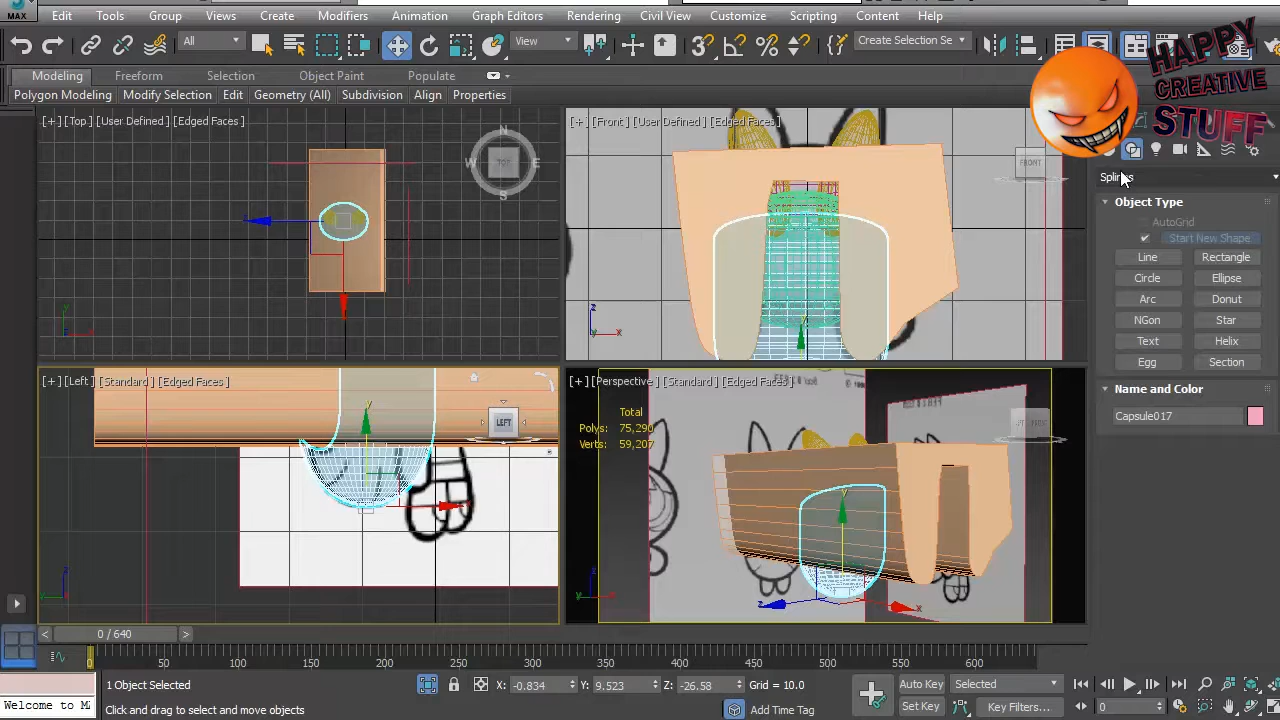 MAX
Edit Tools Group Views Create Modifiers Animation Graph Editors Rendering Civil View Customize Scripting Content Help
All View Create Selection Se
Modeling Freeform Selection Object Paint Populate
Polygon Modeling Modify Selection Edit Geometry (All) Subdivision Align Properties
HAPPY
CREATIVE
STUFF
[+] [Top] [User Defined] [Edged Faces]
N
W TOP E
S
[+] [Front] [User Defined] [Edged Faces]
FRONT
Object Type
AutoGrid
Start New Shape
Line Rectangle
Circle Ellipse
Arc Donut
NGon Star
Text Helix
Egg Section
Name and Color
Capsule017
[+] [Left] [Standard] [Edged Faces]
LEFT
[+] [Perspective] [Standard] [Edged Faces]
Total
Polys: 75,290
Verts: 59,207
0 / 640
0 50 100 150 200 250 300 350 400 450 500 550 600
1 Object Selected X: -0.834 Y: 9.523 Z: -26.58 Grid = 10.0 Auto Key Selected
Welcome to M Click and drag to select and move objects Add Time Tag Set Key Key Filters... 0